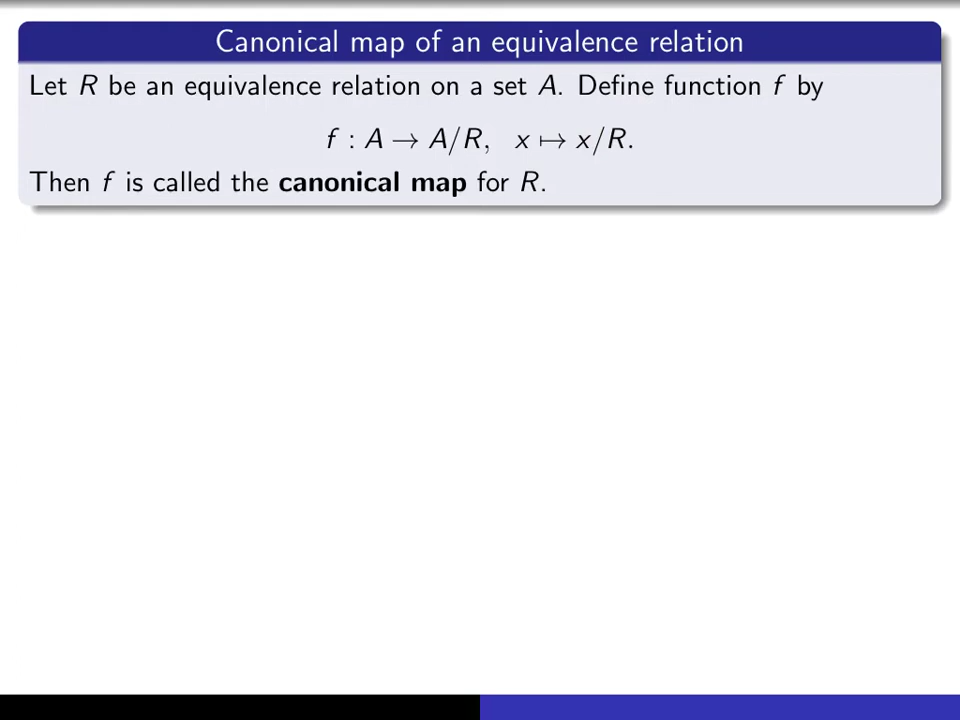 Canonical map of an equivalence relation
Let R be an equivalence relation on a set A. Define function f by
f : A → A/R, x ↦ x/R.
Then f is called the canonical map for R.